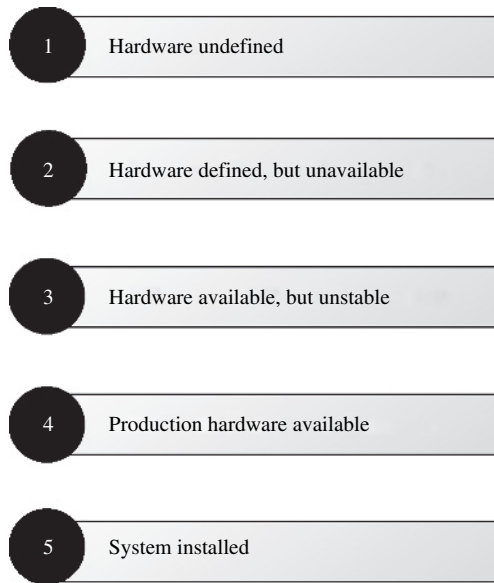 1 Hardware undefined
2 Hardware defined, but unavailable
3 Hardware available, but unstable
4 Production hardware available
5 System installed